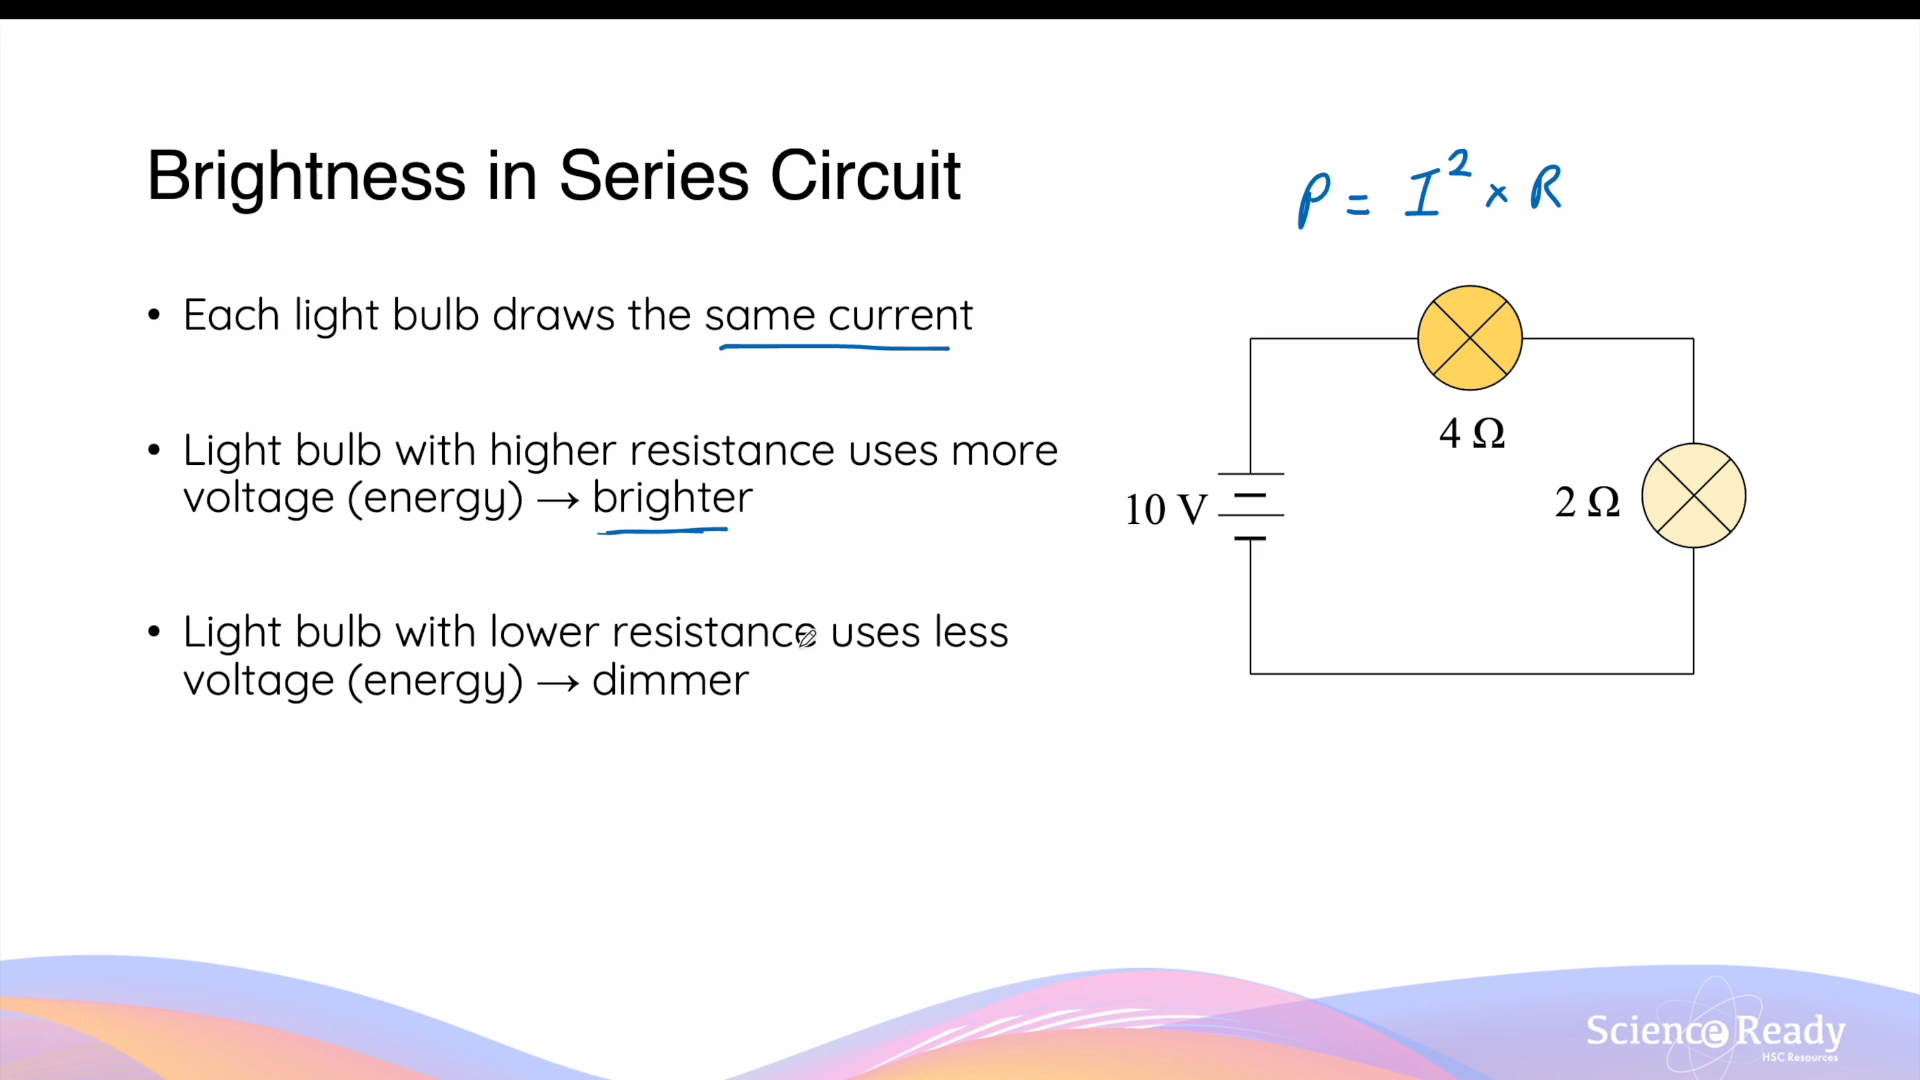 Brightness in Series Circuit
P = I² × R
• Each light bulb draws the same current
• Light bulb with higher resistance uses more
voltage (energy) → brighter
• Light bulb with lower resistance uses less
voltage (energy) → dimmer
4 Ω
2 Ω
10 V
Science Ready
HSC Resources